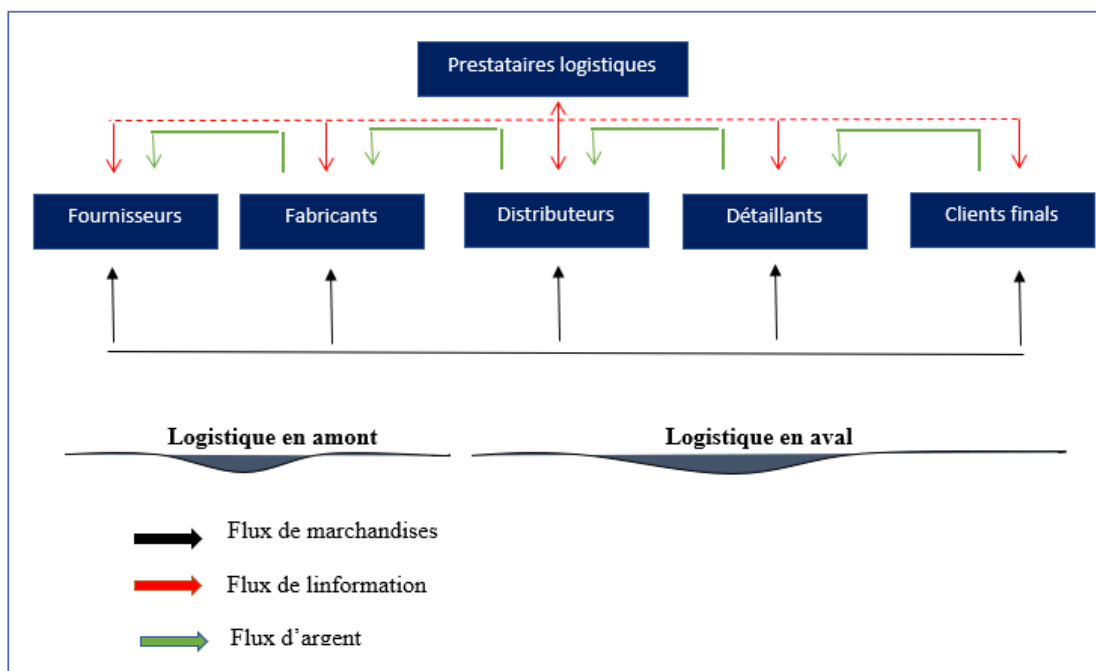 Prestataires logistiques
Fournisseurs
Fabricants
Distributeurs
Détaillants
Clients finals
Logistique en amont
Logistique en aval
Flux de marchandises
Flux de linformation
Flux d’argent